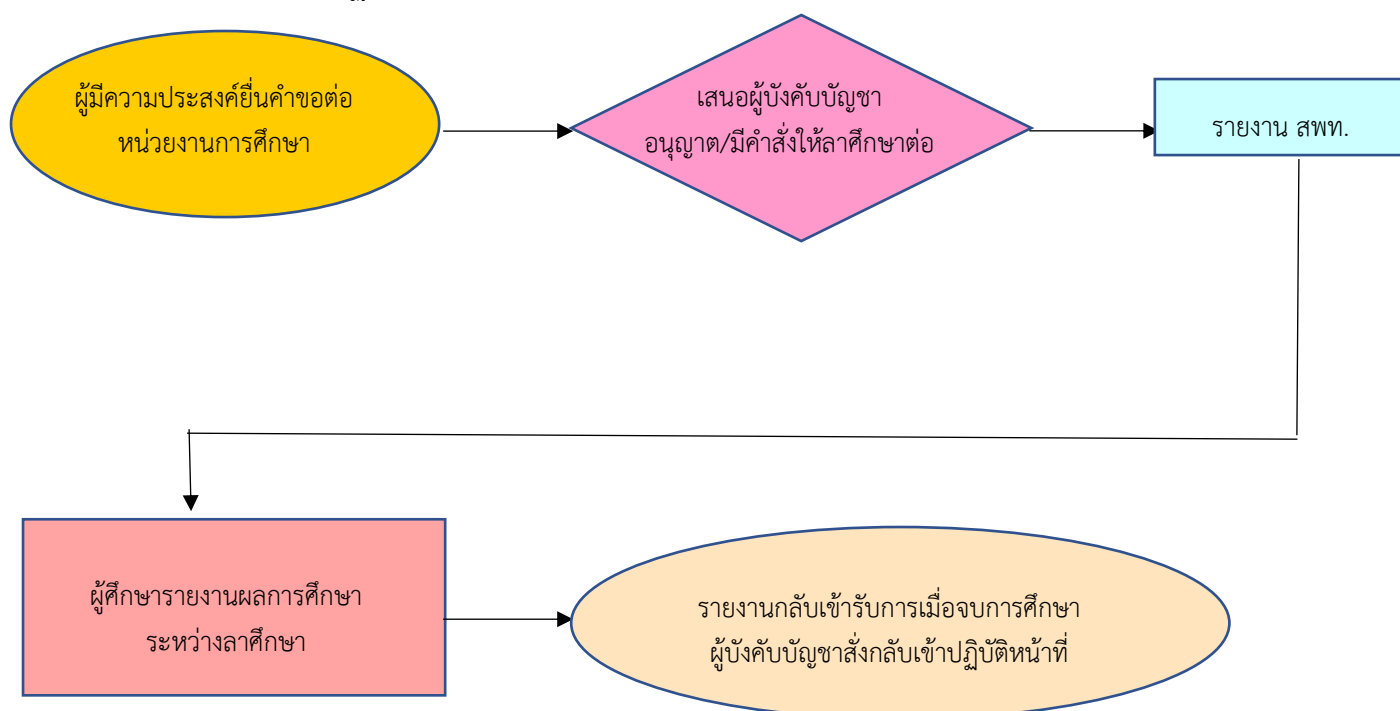 ผู้มีความประสงค์ยื่นคำขอต่อ
หน่วยงานการศึกษา
เสนอผู้บังคับบัญชา
อนุญาต/มีคำสั่งให้ลาศึกษาต่อ
รายงาน สพท.
ผู้ศึกษารายงานผลการศึกษา
ระหว่างลาศึกษา
รายงานกลับเข้ารับการเมื่อจบการศึกษา
ผู้บังคับบัญชาสั่งกลับเข้าปฏิบัติหน้าที่